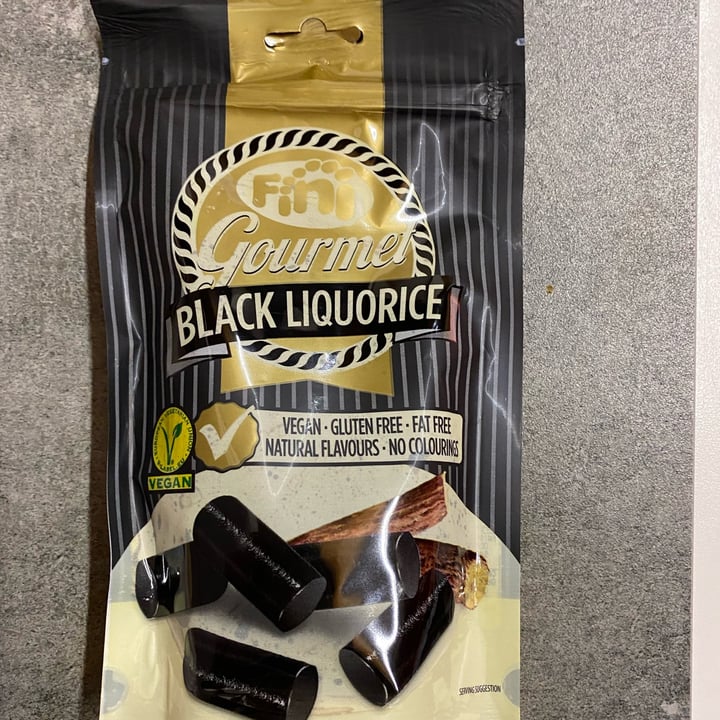 Fini
Gourmet
BLACK LIQUORICE
VEGAN · GLUTEN FREE · FAT FREE
NATURAL FLAVOURS · NO COLOURINGS
VEGAN
SERVING SUGGESTION